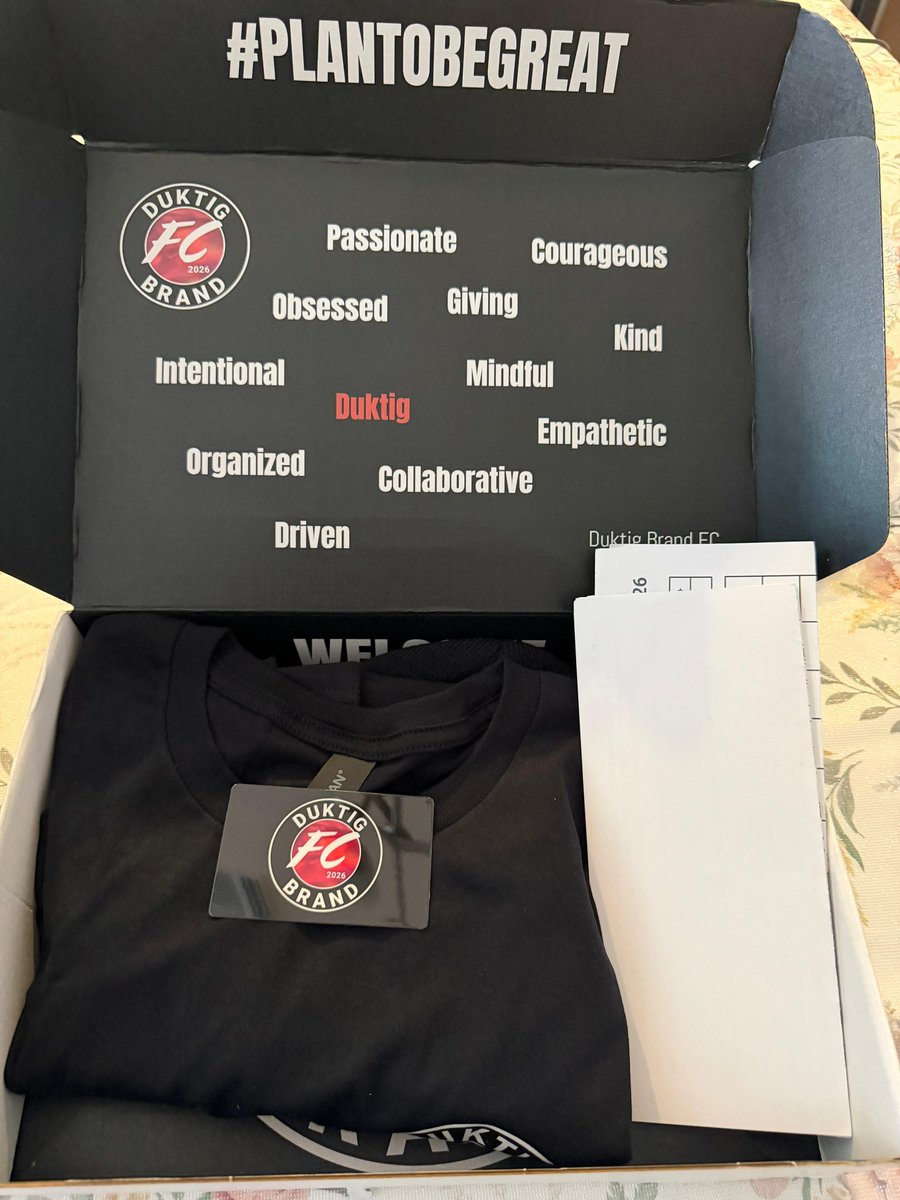 #PLANTOBEGREAT
DUKTIG
FC
2026
BRAND
Passionate
Courageous
Obsessed
Giving
Kind
Intentional
Mindful
Duktig
Empathetic
Organized
Collaborative
Driven
Duktig Brand FC
26
DUKTIG
FC
2026
BRAND